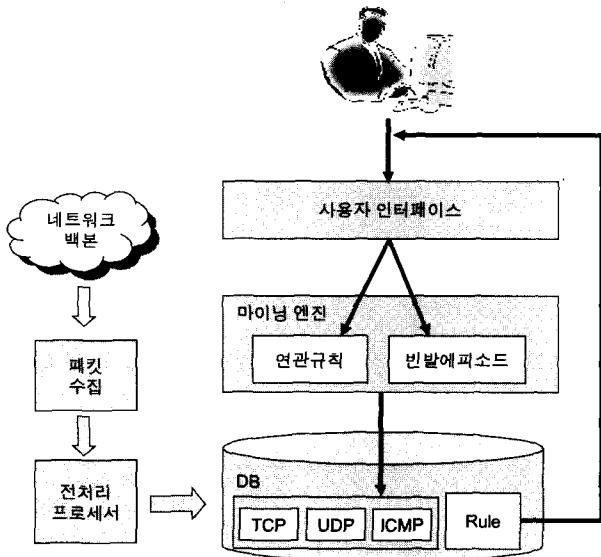 네트워크
백본
패킷
수집
전처리
프로세서
사용자 인터페이스
마이닝 엔진
연관규칙
빈발에피소드
DB
TCP
UDP
ICMP
Rule